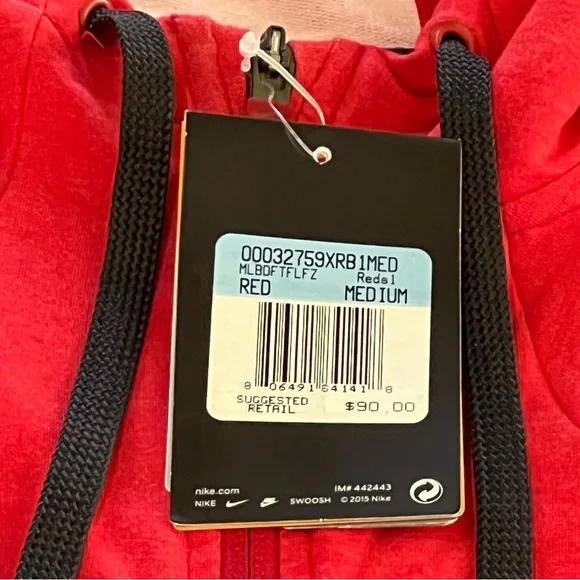 00032759XRB1MED
MLBDFTFLFZ Reds1
RED MEDIUM
8 06491 64141 8
SUGGESTED
RETAIL $90.00
nike.com IM# 442443
NIKE SWOOSH © 2015 Nike